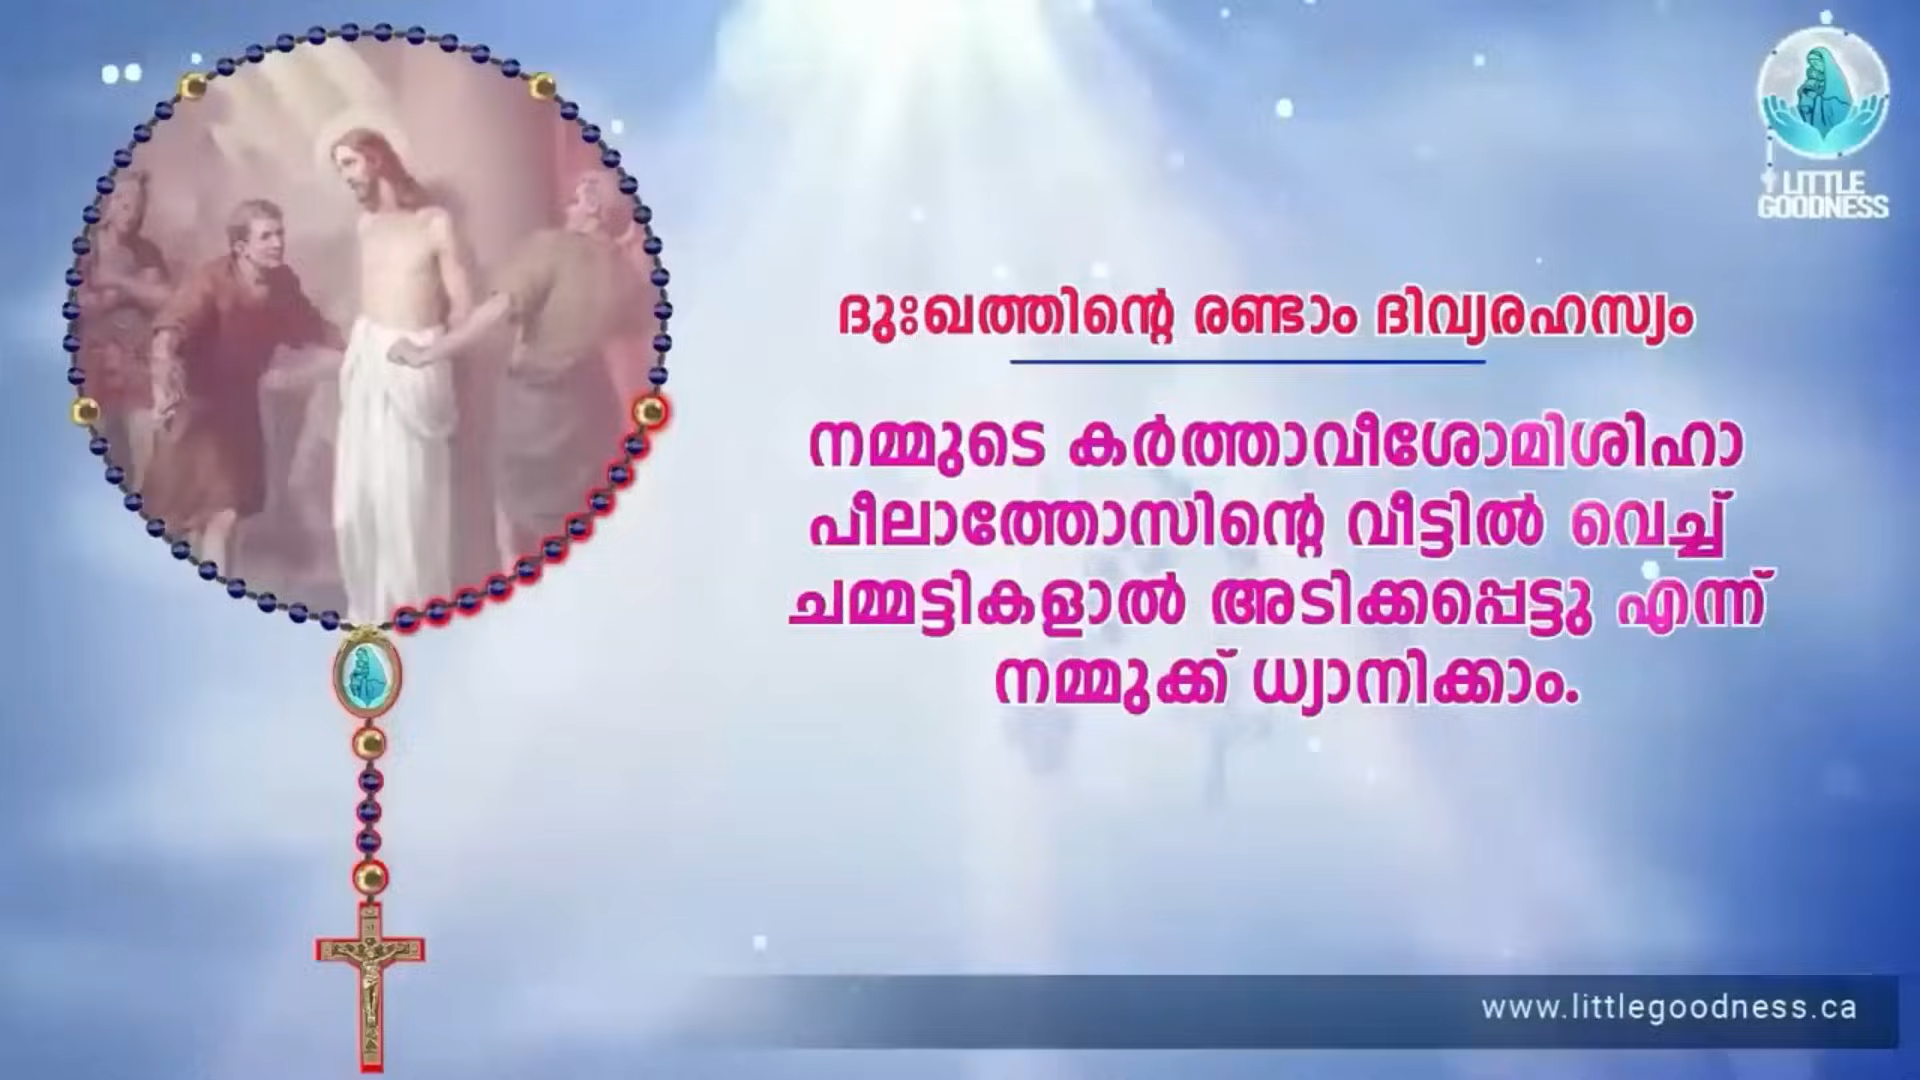 LITTLE
GOODNESS
ദുഃഖത്തിന്റെ രണ്ടാം ദിവ്യരഹസ്യം
നമ്മുടെ കർത്താവീശോമിശിഹാ
പീലാത്തോസിന്റെ വീട്ടിൽ വെച്ച്
ചമ്മട്ടികളാൽ അടിക്കപ്പെട്ടു എന്ന്
നമ്മുക്ക് ധ്യാനിക്കാം.
www.littlegoodness.ca